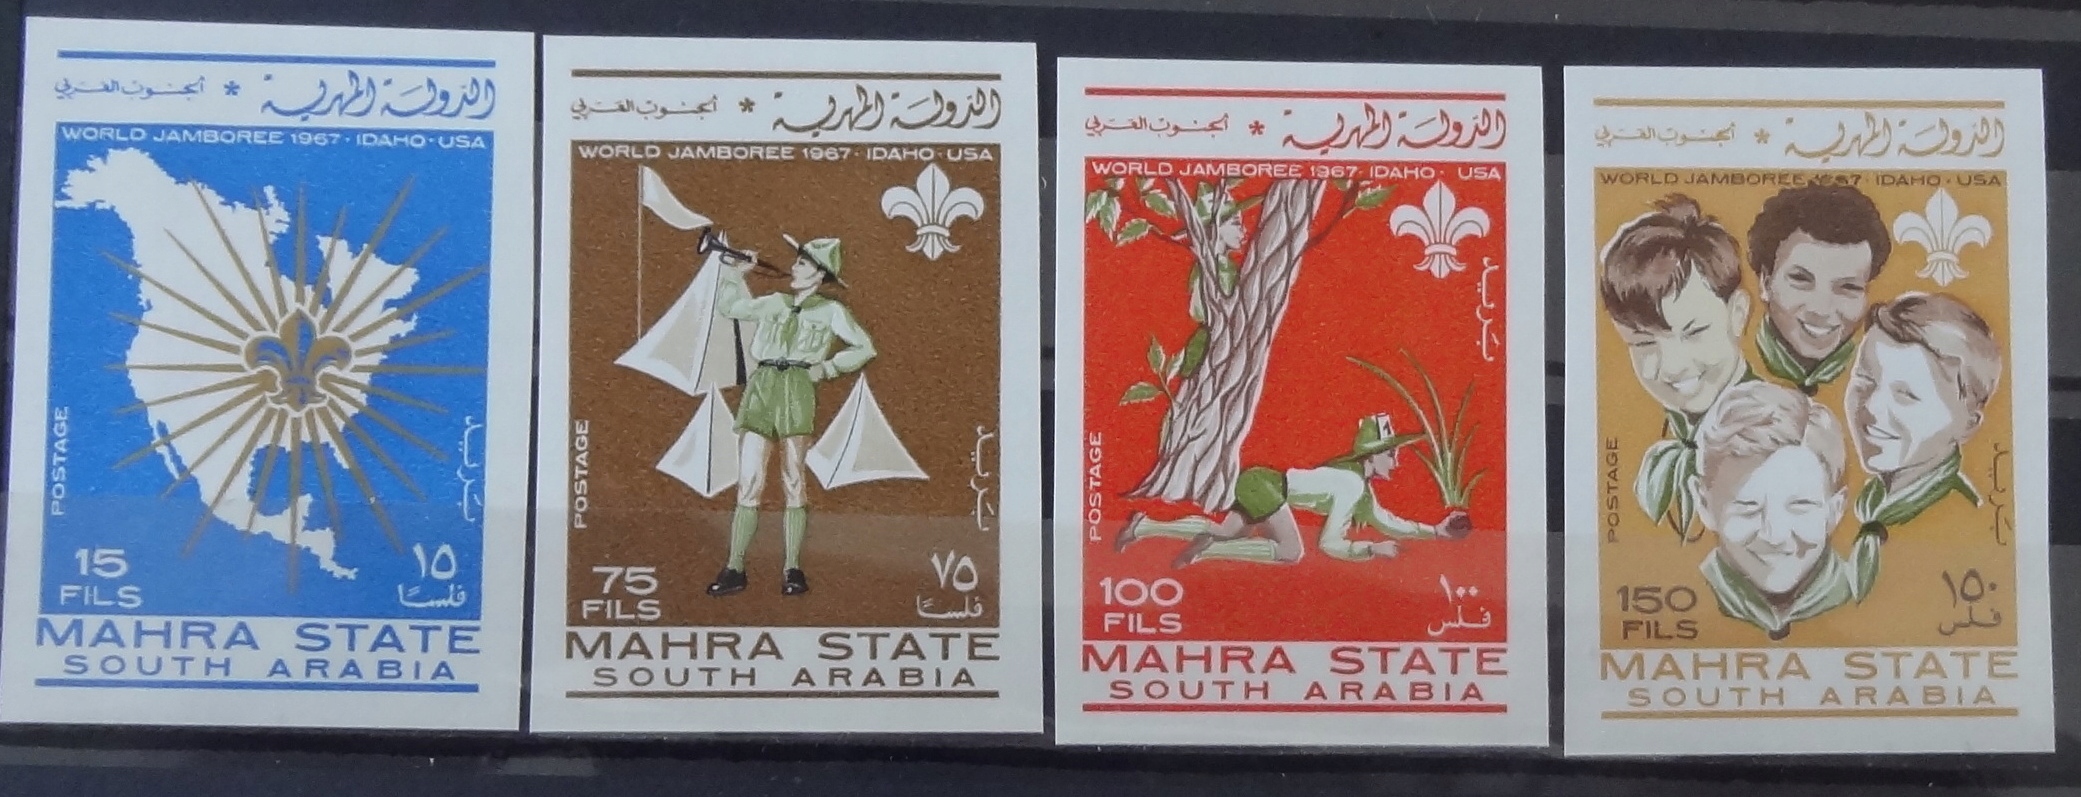 الدولة المهرية * الجنوب العربي
WORLD JAMBOREE 1967 · IDAHO · USA
POSTAGE
بريد
15 ١٥
FILS فلسًا
MAHRA STATE
SOUTH ARABIA
الدولة المهرية * الجنوب العربي
WORLD JAMBOREE 1967 · IDAHO · USA
POSTAGE
بريد
75 ٧٥
FILS فلسًا
MAHRA STATE
SOUTH ARABIA
الدولة المهرية * الجنوب العربي
WORLD JAMBOREE 1967 · IDAHO · USA
بريد
1
POSTAGE
100 ١٠٠
FILS فلس
MAHRA STATE
SOUTH ARABIA
الدولة المهرية * الجنوب العربي
WORLD JAMBOREE 1967 · IDAHO · USA
POSTAGE
بريد
150 ١٥٠
FILS فلس
MAHRA STATE
SOUTH ARABIA